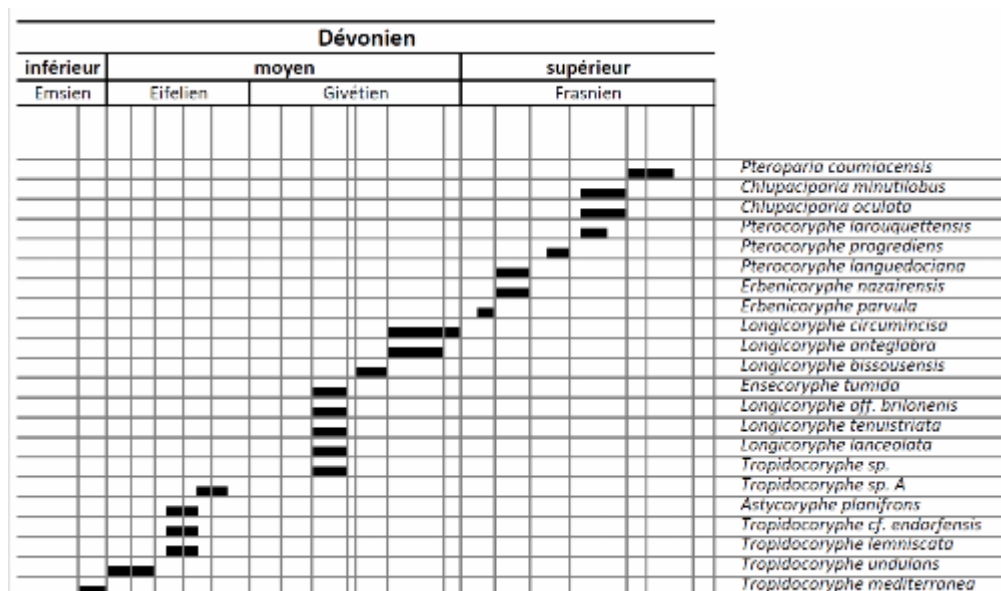 Dévonien
inférieur moyen supérieur
Emsien Eifelien Givétien Frasnien
Pteroparia coumiacensis
Chlupaciparia minutilobus
Chlupaciparia oculata
Pterocoryphe larouquettensis
Pterocoryphe progrediens
Pterocoryphe languedociana
Erbenicoryphe nazairensis
Erbenicoryphe parvula
Longicoryphe circumincisa
Longicoryphe anteglabra
Longicoryphe bissousensis
Ensecoryphe tumida
Longicoryphe aff. brilonenis
Longicoryphe tenuistriata
Longicoryphe lanceolata
Tropidocoryphe sp.
Tropidocoryphe sp. A
Astycoryphe planifrons
Tropidocoryphe cf. endorfensis
Tropidocoryphe lemniscata
Tropidocoryphe undulans
Tropidocoryphe mediterranea